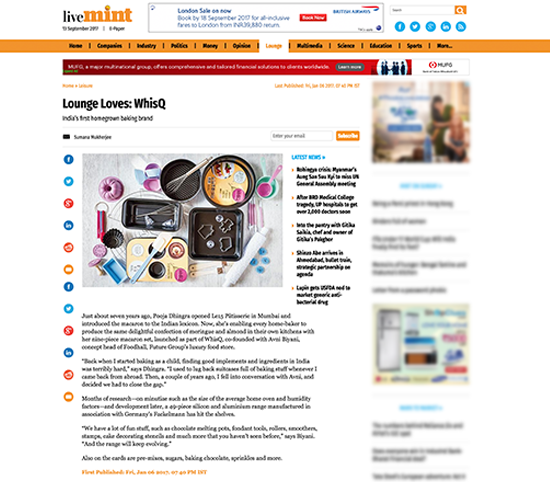 livemint
13 September 2017 | E-Paper
London Sale on now
Book by 18 September 2017 for all-inclusive
fares to London from INR39,880 return.
Book Now
BRITISH AIRWAYS
Search
Home | Companies | Industry | Politics | Money | Opinion | Lounge | Multimedia | Science | Education | Sports | More...
MUFG, a major multinational group, offers comprehensive and tailored financial solutions to clients worldwide.
Learn More
MUFG
Home » Leisure
Last Published: Fri, Jan 06 2017. 07 40 PM IST
Lounge Loves: WhisQ
India's first homegrown baking brand
Sumana Mukherjee
Enter your email
Subscribe
LATEST NEWS »
Rohingya crisis: Myanmar's
Aung San Suu Kyi to miss UN
General Assembly meeting
After BRD Medical College
tragedy, UP hospitals to get
over 2,000 doctors soon
Into the pantry with Gitika
Saikia, chef and owner of
Gitika's PakGhor
Shinzo Abe arrives in
Ahmedabad, bullet train,
strategic partnership on
agenda
Lupin gets USFDA nod to
market generic anti-
bacterial drug
Just about seven years ago, Pooja Dhingra opened Le15 Pâtisserie in Mumbai and
introduced the macaron to the Indian lexicon. Now, she's enabling every home-baker to
produce the same delightful confection of meringue and almond in their own kitchens with
her nine-piece macaron set, launched as part of WhisQ, co-founded with Avni Biyani,
concept head of Foodhall, Future Group's luxury food store.
"Back when I started baking as a child, finding good implements and ingredients in India
was terribly hard," says Dhingra. "I used to lug back suitcases full of baking stuff whenever I
came back from abroad. Then, a couple of years ago, I fell into conversation with Avni, and
decided we had to close the gap."
Months of research—on minutiae such as the size of the average home oven and humidity
factors—and development later, a 49-piece silicon and aluminium range manufactured in
association with Germany's Fackelmann has hit the shelves.
"We have a lot of fun stuff, such as chocolate melting pots, fondant tools, rollers, smoothers,
stamps, cake decorating stencils and much more that you haven't seen before," says Biyani.
"And the range will keep evolving."
Also on the cards are pre-mixes, sugars, baking chocolate, sprinkles and more.
First Published: Fri, Jan 06 2017. 07 40 PM IST